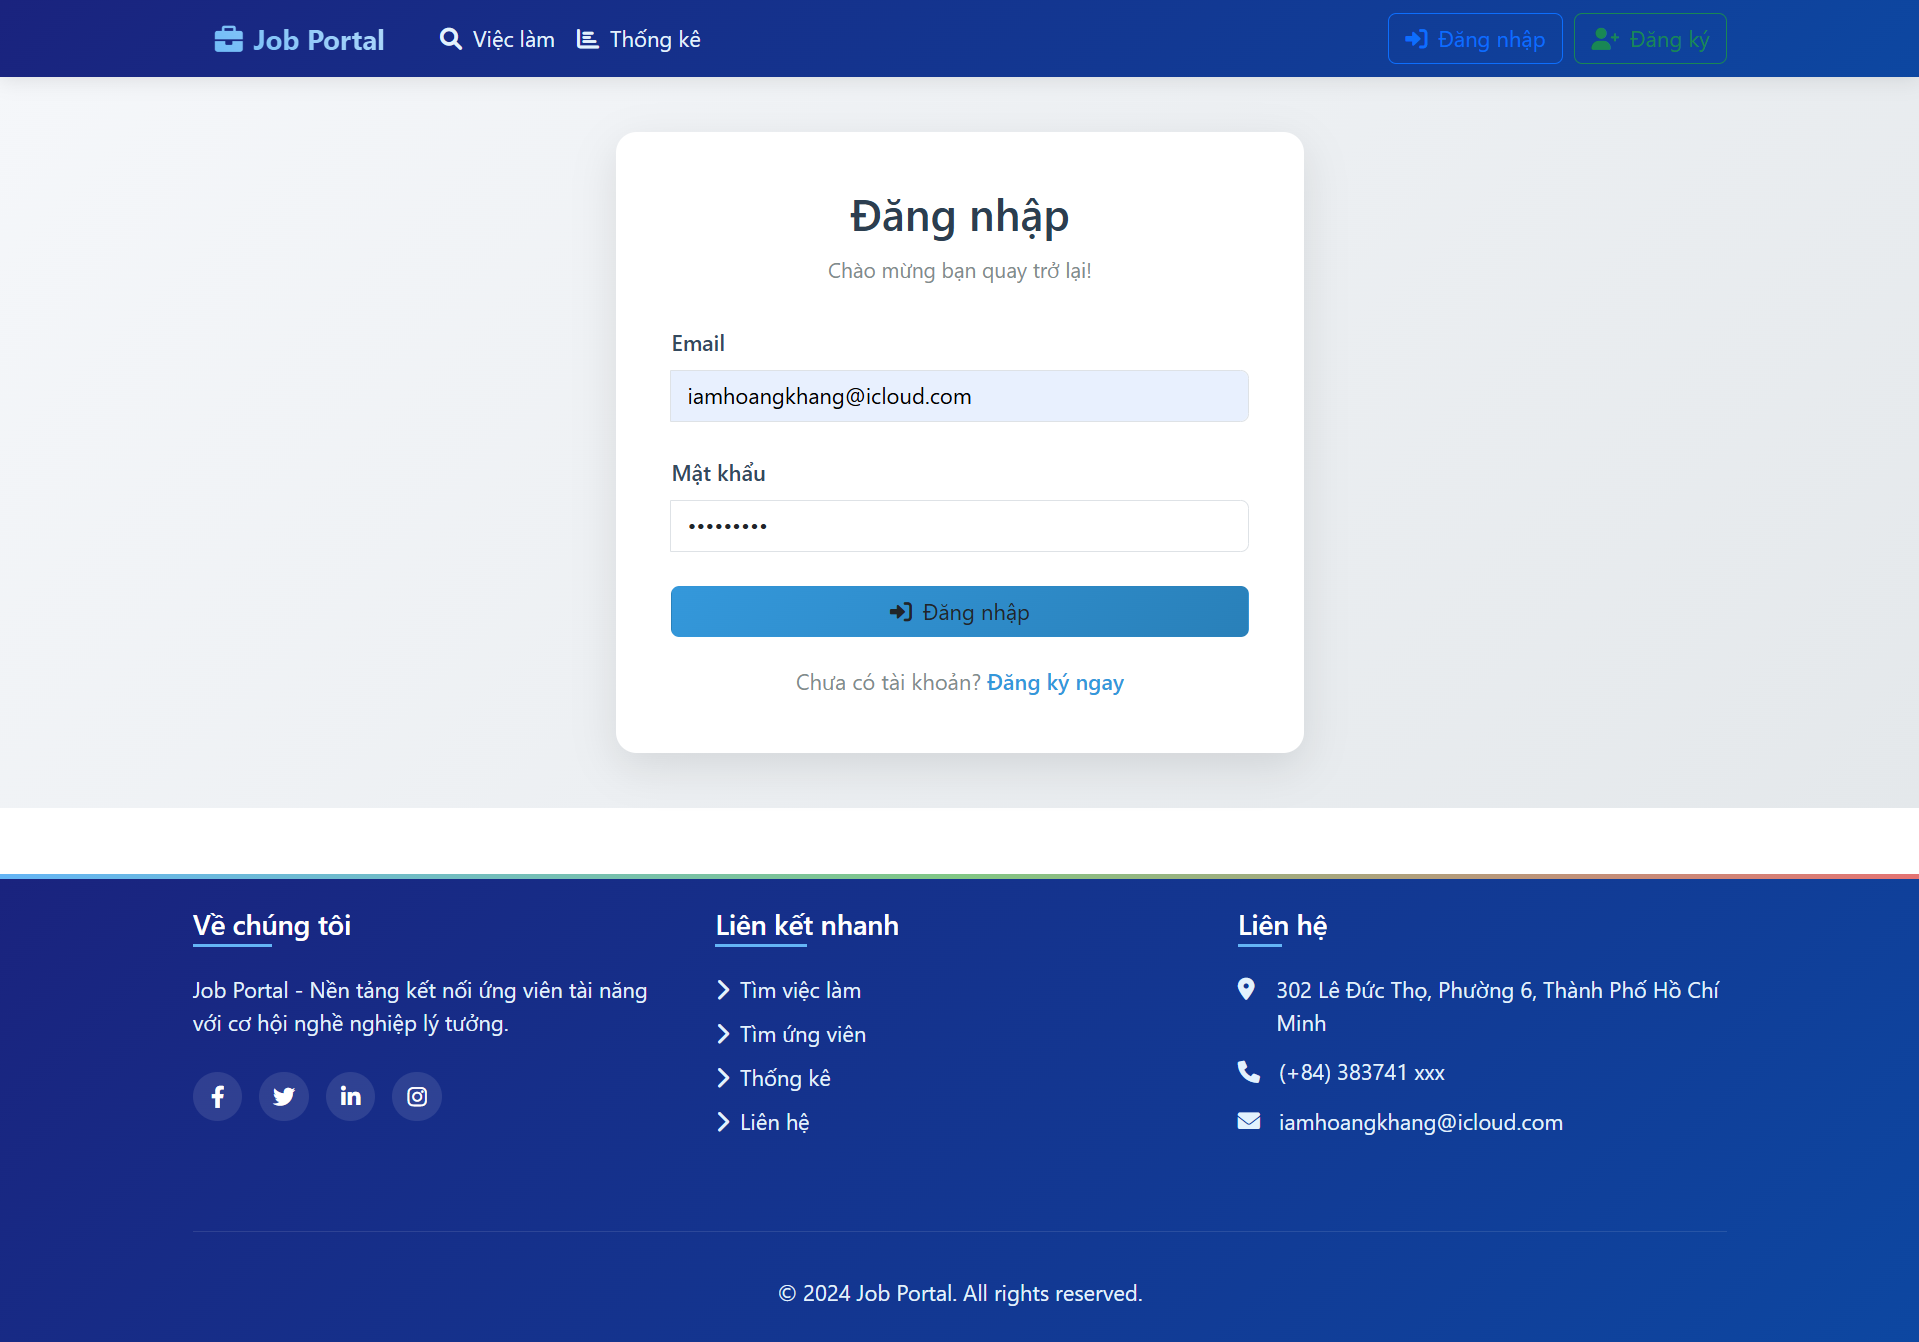 Job Portal
Việc làm
Thống kê
Đăng nhập
Đăng ký
Đăng nhập
Chào mừng bạn quay trở lại!
Email
iamhoangkhang@icloud.com
Mật khẩu
•••••••••
Đăng nhập
Chưa có tài khoản? Đăng ký ngay
Về chúng tôi
Job Portal - Nền tảng kết nối ứng viên tài năng
với cơ hội nghề nghiệp lý tưởng.
Liên kết nhanh
Tìm việc làm
Tìm ứng viên
Thống kê
Liên hệ
Liên hệ
302 Lê Đức Thọ, Phường 6, Thành Phố Hồ Chí
Minh
(+84) 383741 xxx
iamhoangkhang@icloud.com
© 2024 Job Portal. All rights reserved.